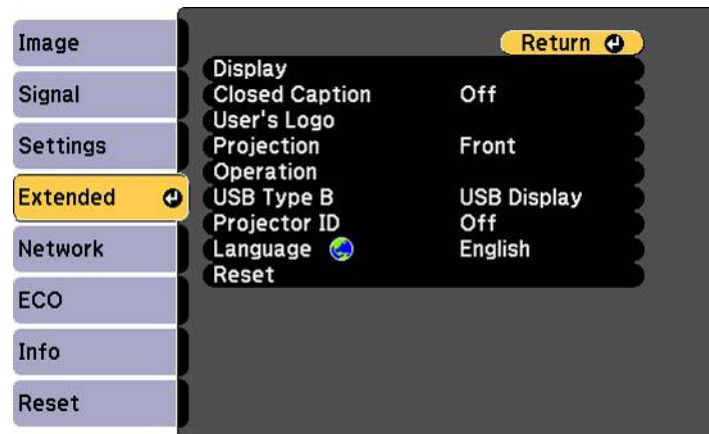 Image
Signal
Settings
Extended
Network
ECO
Info
Reset
Return
Display
Closed Caption Off
User's Logo
Projection Front
Operation
USB Type B USB Display
Projector ID Off
Language English
Reset